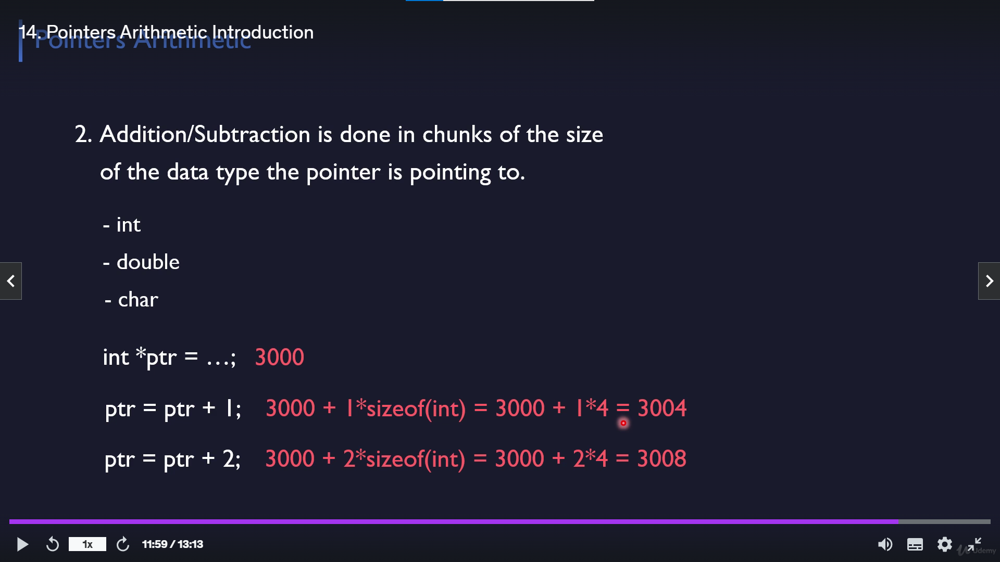 14. Pointers Arithmetic Introduction
Pointers Arithmetic
2. Addition/Subtraction is done in chunks of the size
of the data type the pointer is pointing to.
- int
- double
- char
int *ptr = ...; 3000
ptr = ptr + 1; 3000 + 1*sizeof(int) = 3000 + 1*4 = 3004
ptr = ptr + 2; 3000 + 2*sizeof(int) = 3000 + 2*4 = 3008
1x
11:59 / 13:13
Udemy